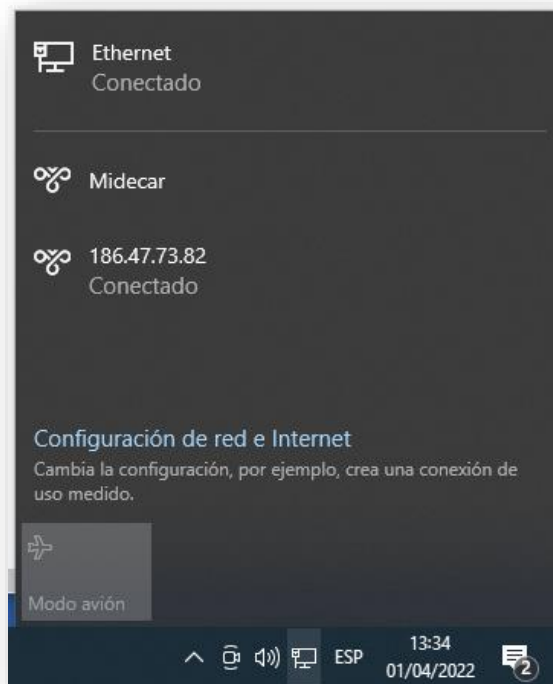 Ethernet
Conectado
Midecar
186.47.73.82
Conectado
Configuración de red e Internet
Cambia la configuración, por ejemplo, crea una conexión de
uso medido.
Modo avión
ESP
13:34
01/04/2022
2